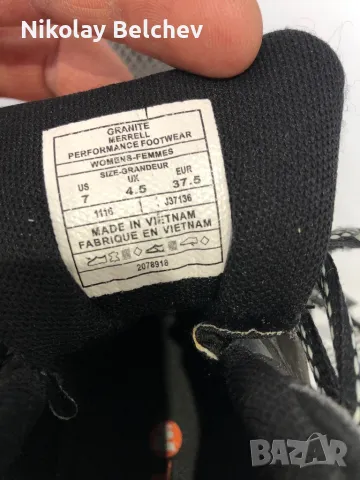 Nikolay Belchev
GRANITE
MERRELL
PERFORMANCE FOOTWEAR
WOMENS-FEMMES
SIZE-GRANDEUR
US UK EUR
7 4.5 37.5
1116 J37136
MADE IN VIETNAM
FABRIQUE EN VIETNAM
2078918
BAZAR